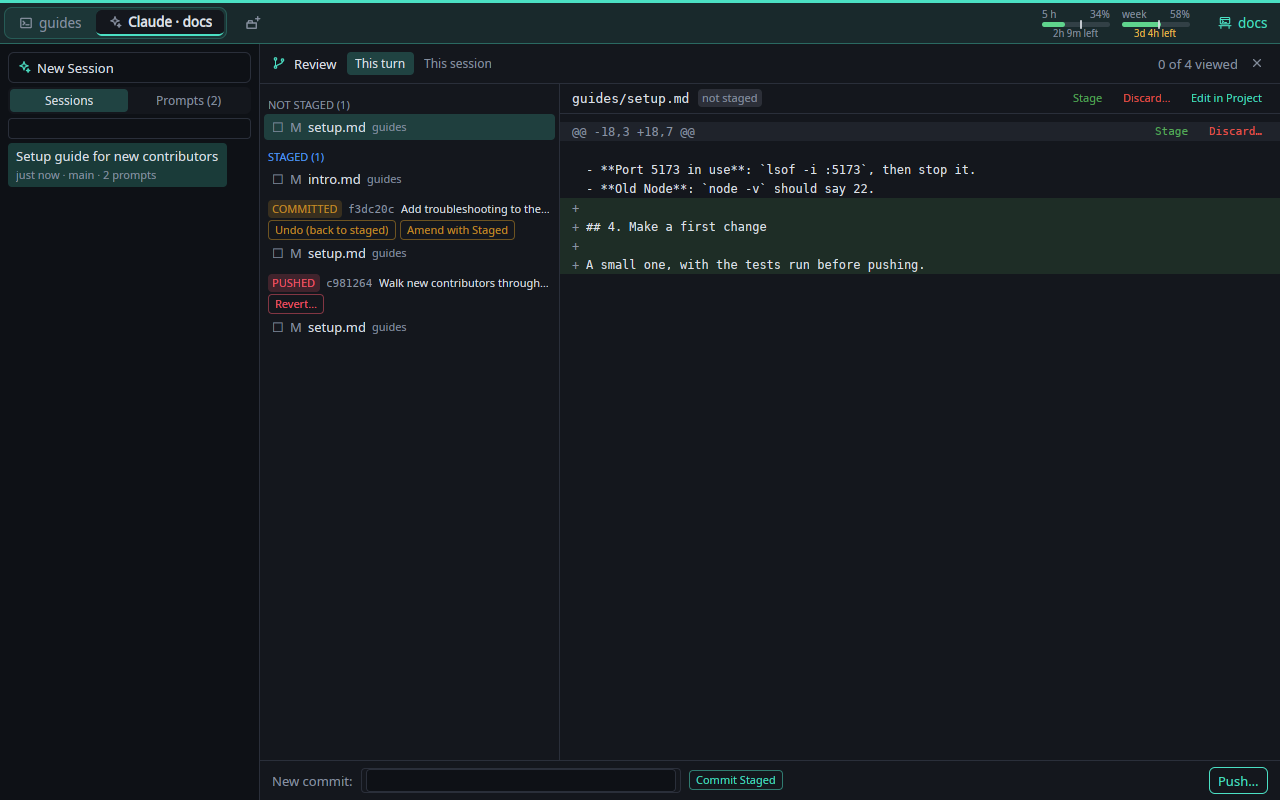 guides
Claude · docs
5 h 34%
2h 9m left
week 58%
3d 4h left
docs
New Session
Sessions
Prompts (2)
Setup guide for new contributors
just now · main · 2 prompts
Review
This turn
This session
0 of 4 viewed
NOT STAGED (1)
M setup.md guides
STAGED (1)
M intro.md guides
COMMITTED f3dc20c Add troubleshooting to the…
Undo (back to staged)
Amend with Staged
M setup.md guides
PUSHED c981264 Walk new contributors through…
Revert…
M setup.md guides
guides/setup.md not staged
Stage
Discard…
Edit in Project
@@ -18,3 +18,7 @@
Stage
Discard…
- **Port 5173 in use**: `lsof -i :5173`, then stop it.
- **Old Node**: `node -v` should say 22.
+
+ ## 4. Make a first change
+
+ A small one, with the tests run before pushing.
New commit:
Commit Staged
Push…